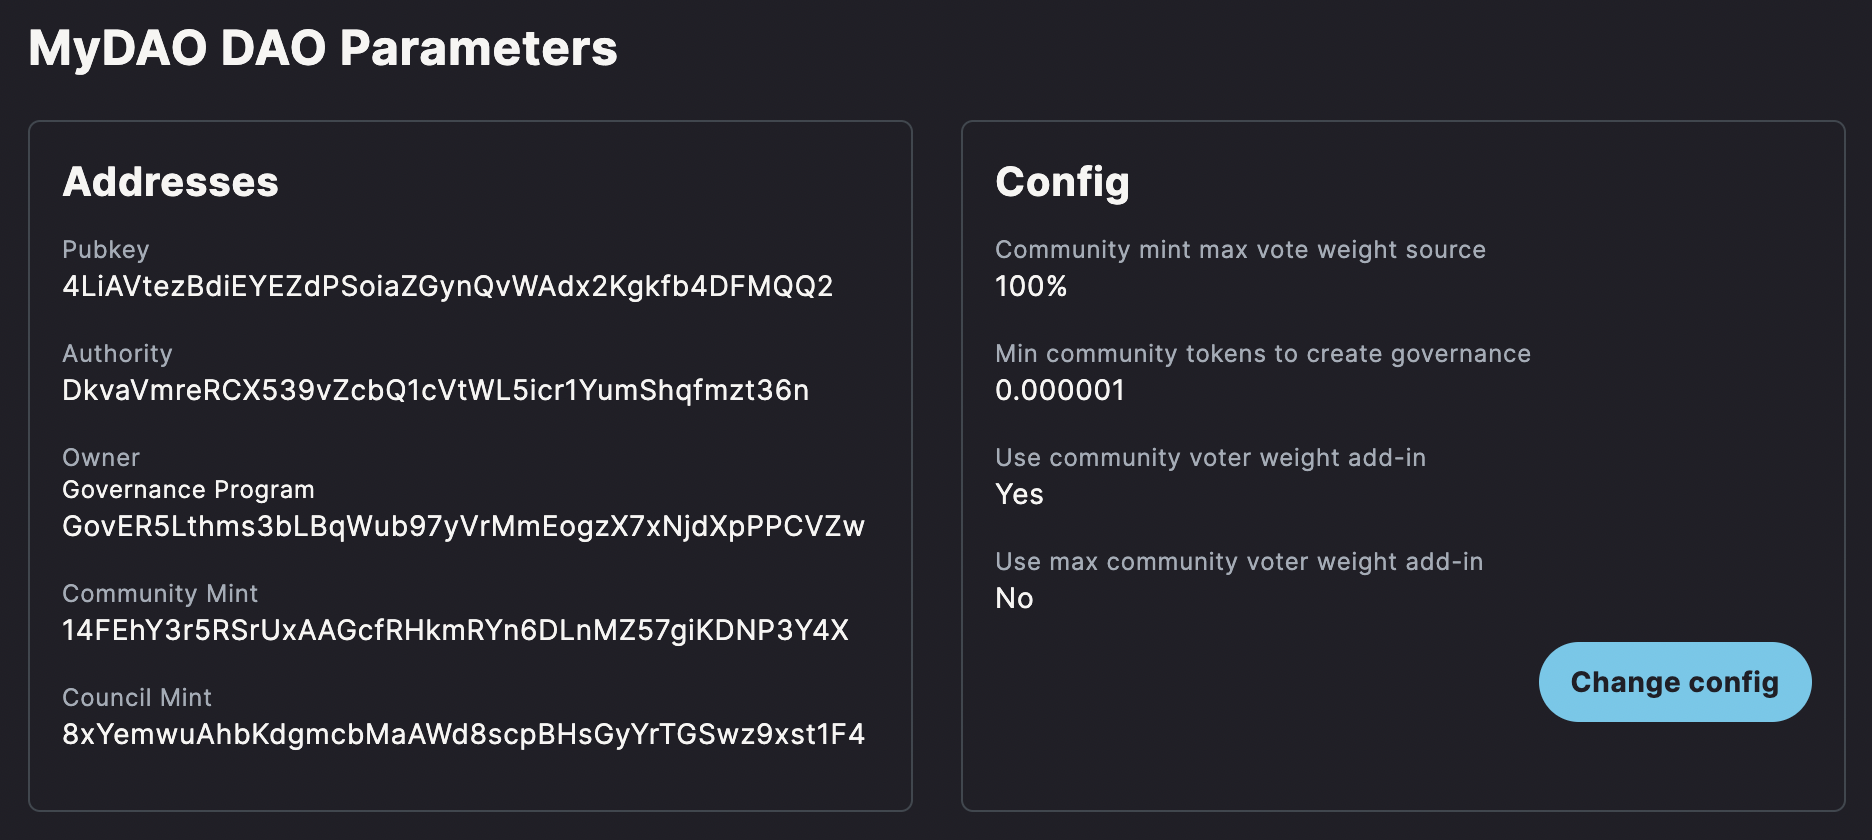 MyDAO DAO Parameters
Addresses
Pubkey
4LiAVtezBdiEYEZdPSoiaZGynQvWAdx2Kgkfb4DFMQQ2
Authority
DkvaVmreRCX539vZcbQ1cVtWL5icr1YumShqfmzt36n
Owner
Governance Program
GovER5Lthms3bLBqWub97yVrMmEogzX7xNjdXpPPCVZw
Community Mint
14FEhY3r5RSrUxAAGcfRHkmRYn6DLnMZ57giKDNP3Y4X
Council Mint
8xYemwuAhbKdgmcbMaAWd8scpBHsGyYrTGSwz9xst1F4
Config
Community mint max vote weight source
100%
Min community tokens to create governance
0.000001
Use community voter weight add-in
Yes
Use max community voter weight add-in
No
Change config